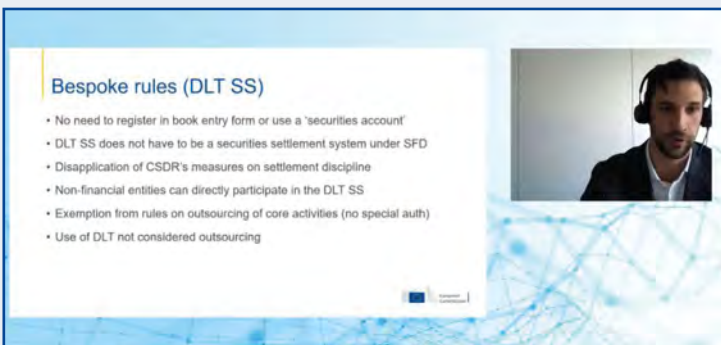 Bespoke rules (DLT SS)
• No need to register in book entry form or use a 'securities account'
• DLT SS does not have to be a securities settlement system under SFD
• Disapplication of CSDR's measures on settlement discipline
• Non-financial entities can directly participate in the DLT SS
• Exemption from rules on outsourcing of core activities (no special auth)
• Use of DLT not considered outsourcing
European
Commission